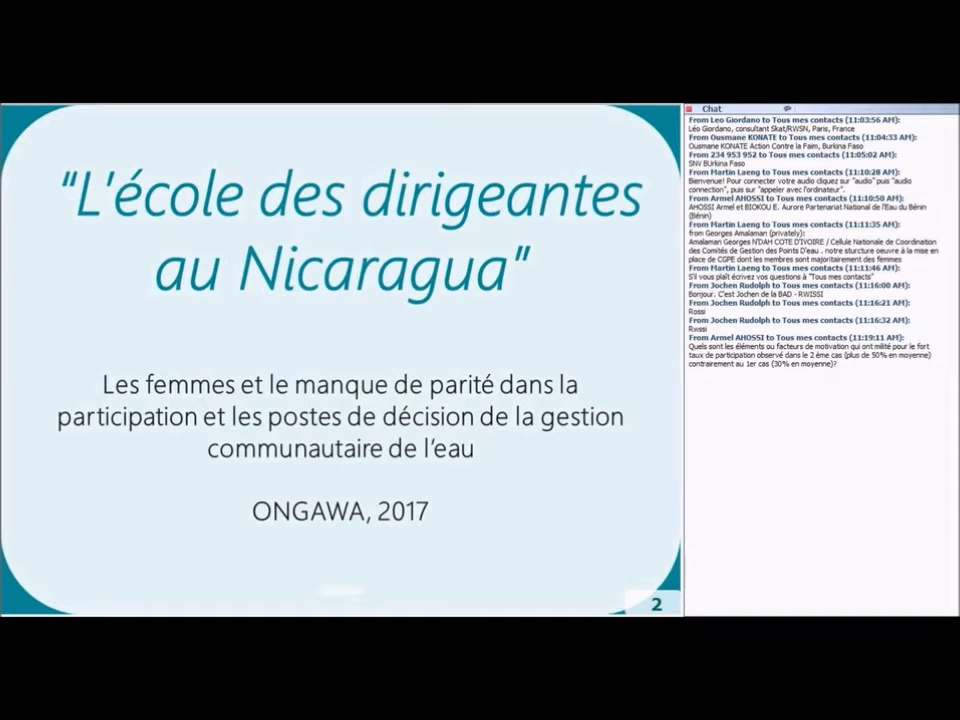 "L'école des dirigeantes
au Nicaragua"
Les femmes et le manque de parité dans la
participation et les postes de décision de la gestion
communautaire de l'eau
ONGAWA, 2017
2
Chat
From Leo Giordano to Tous mes contacts (11:03:56 AM):
Léo Giordano, consultant Skat/RWSN, Paris, France
From Ousmane KONATE to Tous mes contacts (11:04:33 AM):
Ousmane KONATE Action Contre la Faim, Burkina Faso
From 234 953 952 to Tous mes contacts (11:05:02 AM):
SNV BUrkina Faso
From Martin Laeng to Tous mes contacts (11:10:28 AM):
Bienvenue! Pour connecter votre audio cliquez sur "audio" puis "audio
connection", puis sur "appeler avec l'ordinateur".
From Armel AHOSSI to Tous mes contacts (11:10:50 AM):
AHOSSI Armel et BIOKOU E. Aurore Partenariat National de l'Eau du Bénin
(Bénin)
From Martin Laeng to Tous mes contacts (11:11:35 AM):
from Georges Amalaman (privately):
Amalaman Georges N'DAH COTE D'IVOIRE / Cellule Nationale de Coordination
des Comités de Gestion des Points D'eau . notre sturcture oeuvre à la mise en
place de CGPE dont les membres sont majoritairement des femmes
From Martin Laeng to Tous mes contacts (11:11:46 AM):
S'il vous plaît écrivez vos questions à "Tous mes contacts"
From Jochen Rudolph to Tous mes contacts (11:16:00 AM):
Bonjour. C'est Jochen de la BAD - RWISSI
From Jochen Rudolph to Tous mes contacts (11:16:21 AM):
Rossi
From Jochen Rudolph to Tous mes contacts (11:16:32 AM):
Rwssi
From Armel AHOSSI to Tous mes contacts (11:19:11 AM):
Quels sont les éléments ou facteurs de motivation qui ont milité pour le fort
taux de participation observé dans le 2 ème cas (plus de 50% en moyenne)
contrairement au 1er cas (30% en moyenne)?